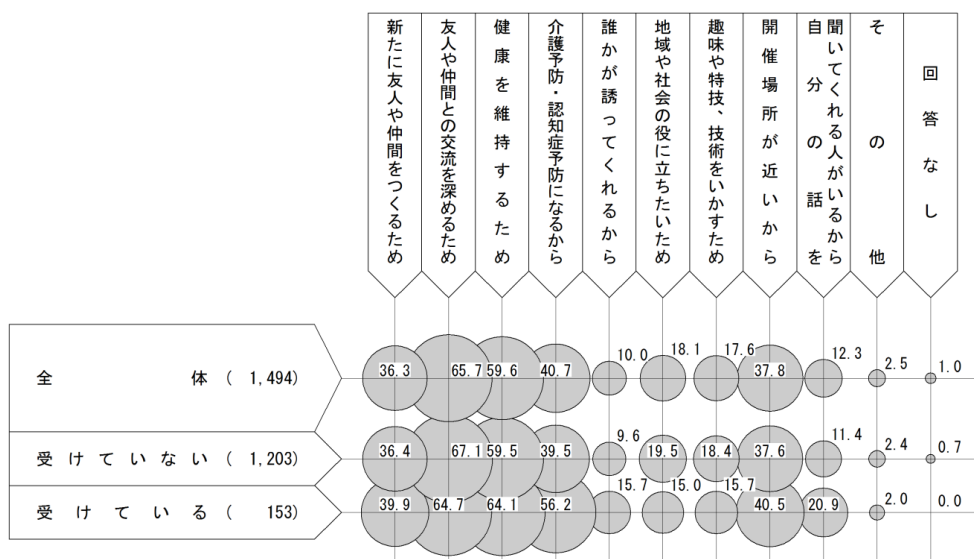 新たに友人や仲間をつくるため
友人や仲間との交流を深めるため
健康を維持するため
介護予防・認知症予防になるから
誰かが誘ってくれるから
地域や社会の役に立ちたいため
趣味や特技、技術をいかすため
開催場所が近いから
自分の話を
聞いてくれる人がいるから
その他
回答なし
全体（ 1,494） 36.3 65.7 59.6 40.7 10.0 18.1 17.6 37.8 12.3 2.5 1.0
受けていない（ 1,203） 36.4 67.1 59.5 39.5 9.6 19.5 18.4 37.6 11.4 2.4 0.7
受けている（ 153） 39.9 64.7 64.1 56.2 15.7 15.0 15.7 40.5 20.9 2.0 0.0